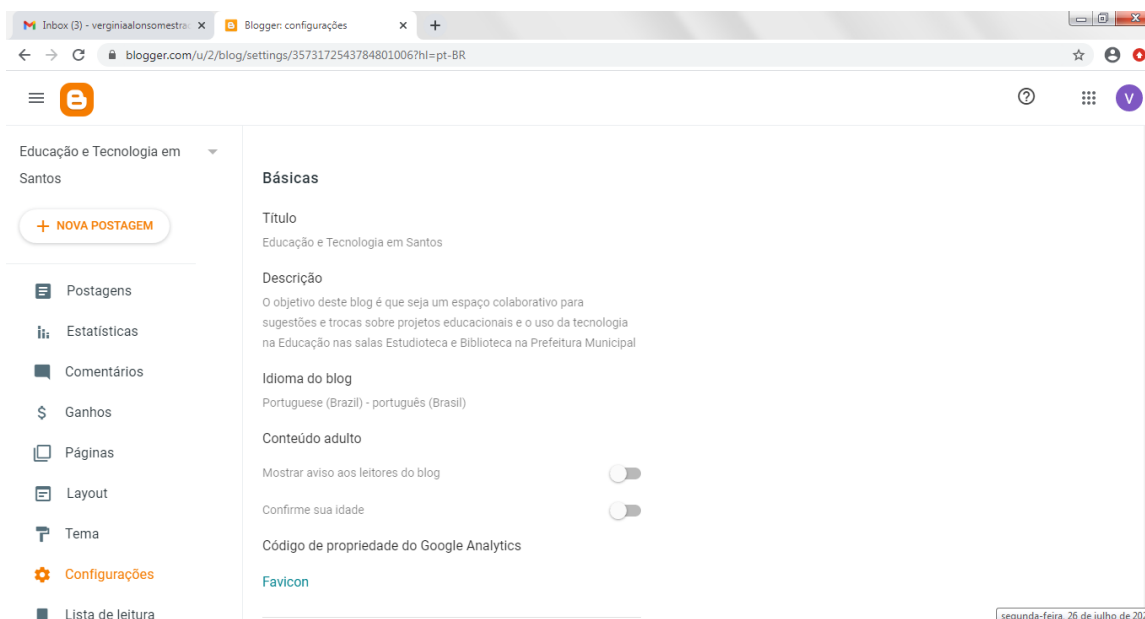 Inbox (3) - verginiaalonsomestrac
Blogger: configurações
blogger.com/u/2/blog/settings/3573172543784801006?hl=pt-BR
V
Educação e Tecnologia em
Santos
+ NOVA POSTAGEM
Postagens
Estatísticas
Comentários
Ganhos
Páginas
Layout
Tema
Configurações
Lista de leitura
Básicas
Título
Educação e Tecnologia em Santos
Descrição
O objetivo deste blog é que seja um espaço colaborativo para
sugestões e trocas sobre projetos educacionais e o uso da tecnologia
na Educação nas salas Estudioteca e Biblioteca na Prefeitura Municipal
Idioma do blog
Portuguese (Brazil) - português (Brasil)
Conteúdo adulto
Mostrar aviso aos leitores do blog
Confirme sua idade
Código de propriedade do Google Analytics
Favicon
segunda-feira, 26 de julho de 202